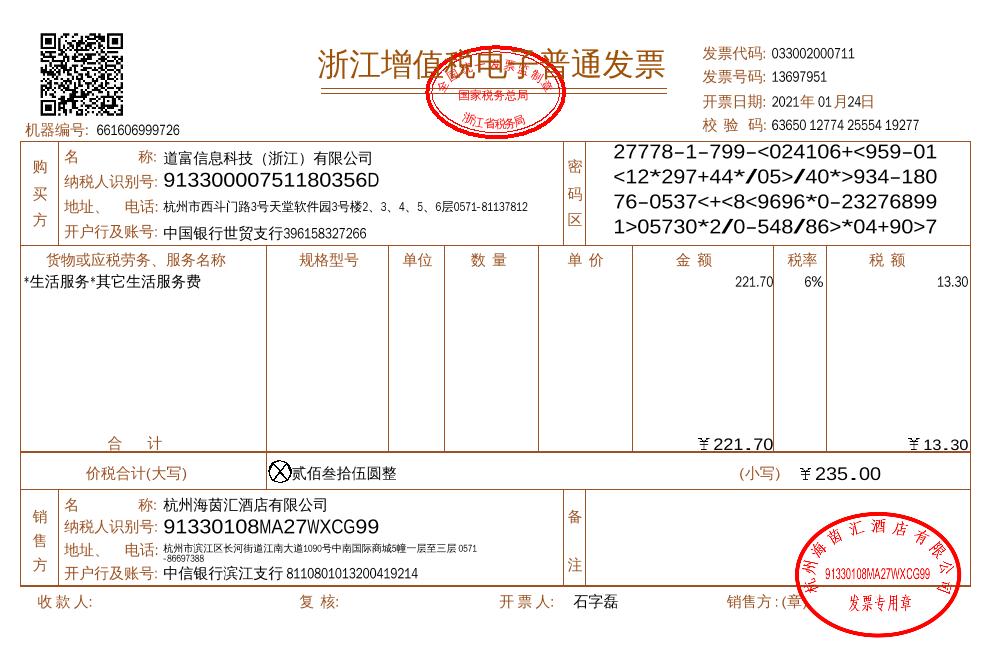 浙江增值税电子普通发票
全国统一发票监制章
国家税务总局
浙江省税务局
机器编号: 661606999726
发票代码: 033002000711
发票号码: 13697951
开票日期: 2021年 01 月24日
校 验 码: 63650 12774 25554 19277
购买方
名 称: 道富信息科技（浙江）有限公司
纳税人识别号: 91330000751180356D
地址、 电话: 杭州市西斗门路3号天堂软件园3号楼2、3、4、5、6层0571-81137812
开户行及账号: 中国银行世贸支行396158327266
密码区
27778-1-799-<024106+<959-01
<12*297+44*/05>/40*>934-180
76-0537<+<8<9696*0-23276899
1>05730*2/0-548/86>*04+90>7
货物或应税劳务、服务名称 规格型号 单位 数 量 单 价 金 额 税率 税 额
*生活服务*其它生活服务费 221.70 6% 13.30
合 计 ¥221.70 ¥13.30
价税合计(大写) ⊗贰佰叁拾伍圆整 (小写) ¥235.00
销售方
名 称: 杭州海茵汇酒店有限公司
纳税人识别号: 91330108MA27WXCG99
地址、 电话: 杭州市滨江区长河街道江南大道1090号中南国际商城5幢一层至三层 0571
-86697388
开户行及账号: 中信银行滨江支行 8110801013200419214
备注
杭州海茵汇酒店有限公司
91330108MA27WXCG99
发票专用章
收 款 人: 复 核: 开 票 人: 石字磊 销售方: (章)